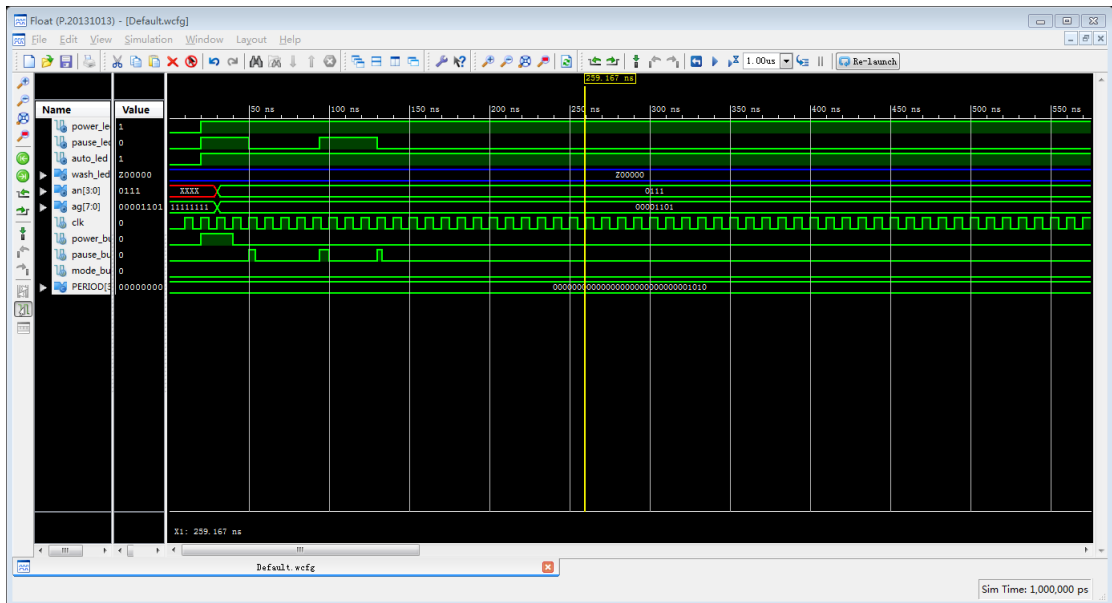 Float (P.20131013) - [Default.wcfg]
File Edit View Simulation Window Layout Help
1.00us Re-launch
259.167 ns
Name Value
50 ns 100 ns 150 ns 200 ns 250 ns 300 ns 350 ns 400 ns 450 ns 500 ns 550 ns
power_le 1
pause_led 0
auto_led 1
wash_led Z00000 Z00000
an[3:0] 0111 XXXX 0111
ag[7:0] 00001101 11111111 00001101
clk 0
power_bu 0
pause_bu 0
mode_bu 0
PERIOD[3 00000000 00000000000000000000000000001010
X1: 259.167 ns
Default.wcfg
Sim Time: 1,000,000 ps